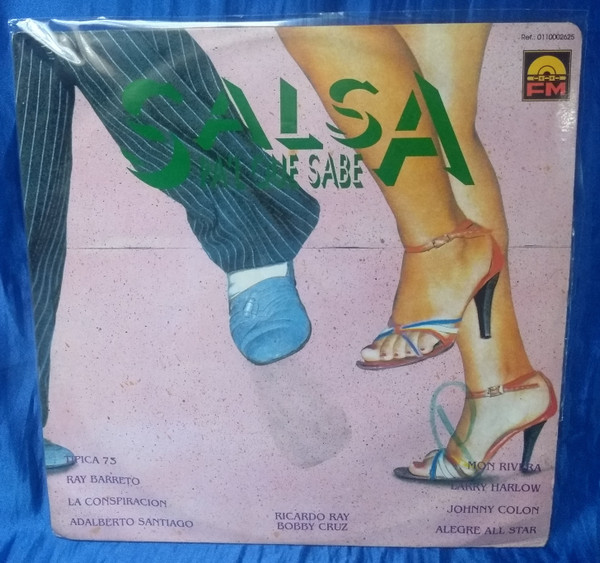 Ref.: 0110002625
FM
SALSA
PA'L QUE SABE
TIPICA 73
RAY BARRETO
LA CONSPIRACION
ADALBERTO SANTIAGO
RICARDO RAY
BOBBY CRUZ
MON RIVERA
LARRY HARLOW
JOHNNY COLON
ALEGRE ALL STAR